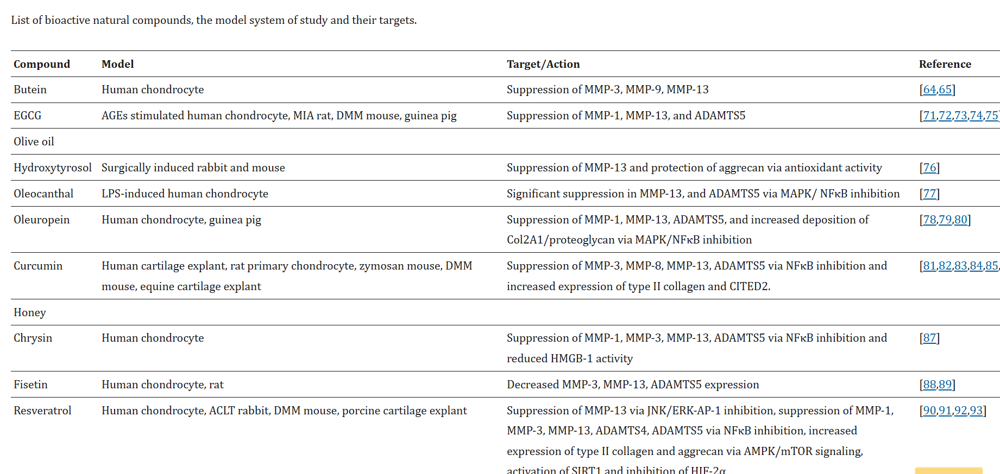 List of bioactive natural compounds, the model system of study and their targets.
Compound Model Target/Action Reference
Butein Human chondrocyte Suppression of MMP-3, MMP-9, MMP-13 [64,65]
EGCG AGEs stimulated human chondrocyte, MIA rat, DMM mouse, guinea pig Suppression of MMP-1, MMP-13, and ADAMTS5 [71,72,73,74,75]
Olive oil
Hydroxytyrosol Surgically induced rabbit and mouse Suppression of MMP-13 and protection of aggrecan via antioxidant activity [76]
Oleocanthal LPS-induced human chondrocyte Significant suppression in MMP-13, and ADAMTS5 via MAPK/ NFκB inhibition [77]
Oleuropein Human chondrocyte, guinea pig Suppression of MMP-1, MMP-13, ADAMTS5, and increased deposition of [78,79,80]
Col2A1/proteoglycan via MAPK/NFκB inhibition
Curcumin Human cartilage explant, rat primary chondrocyte, zymosan mouse, DMM Suppression of MMP-3, MMP-8, MMP-13, ADAMTS5 via NFκB inhibition and [81,82,83,84,85,
mouse, equine cartilage explant increased expression of type II collagen and CITED2.
Honey
Chrysin Human chondrocyte Suppression of MMP-1, MMP-3, MMP-13, ADAMTS5 via NFκB inhibition and [87]
reduced HMGB-1 activity
Fisetin Human chondrocyte, rat Decreased MMP-3, MMP-13, ADAMTS5 expression [88,89]
Resveratrol Human chondrocyte, ACLT rabbit, DMM mouse, porcine cartilage explant Suppression of MMP-13 via JNK/ERK-AP-1 inhibition, suppression of MMP-1, [90,91,92,93]
MMP-3, MMP-13, ADAMTS4, ADAMTS5 via NFκB inhibition, increased
expression of type II collagen and aggrecan via AMPK/mTOR signaling,
activation of SIRT1 and inhibition of HIF-2α